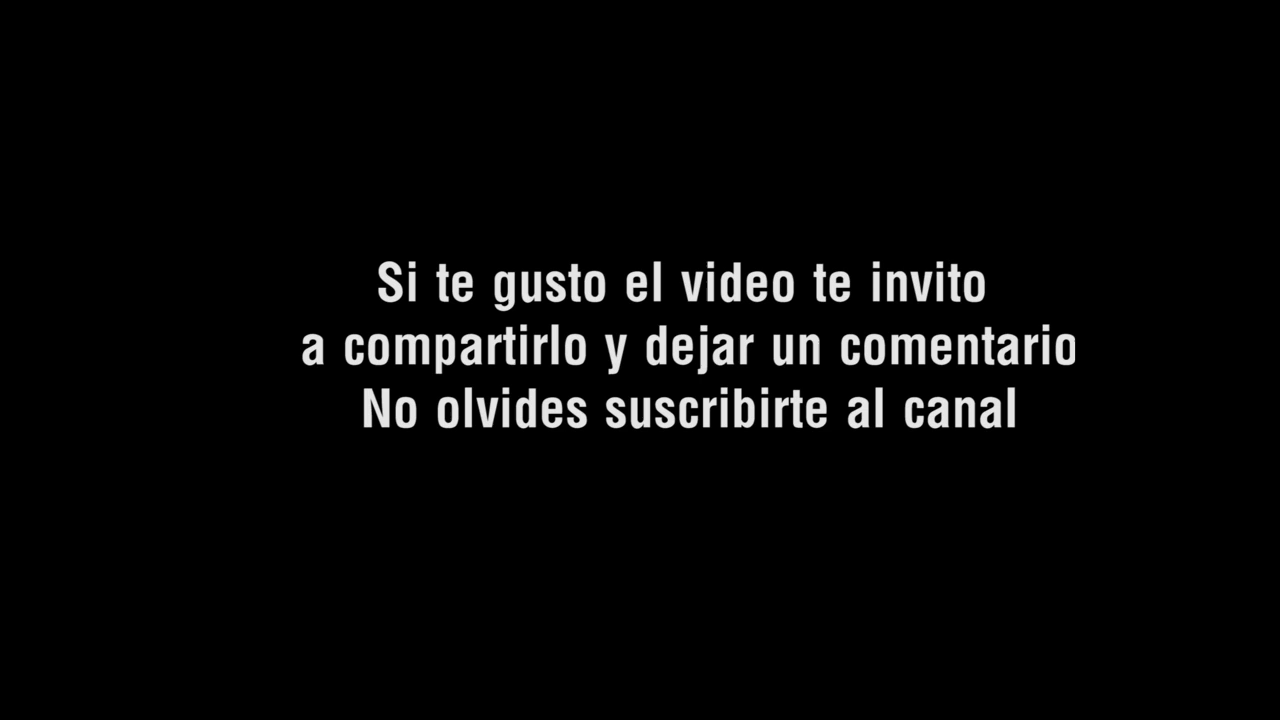 Si te gusto el video te invito
a compartirlo y dejar un comentario
No olvides suscribirte al canal